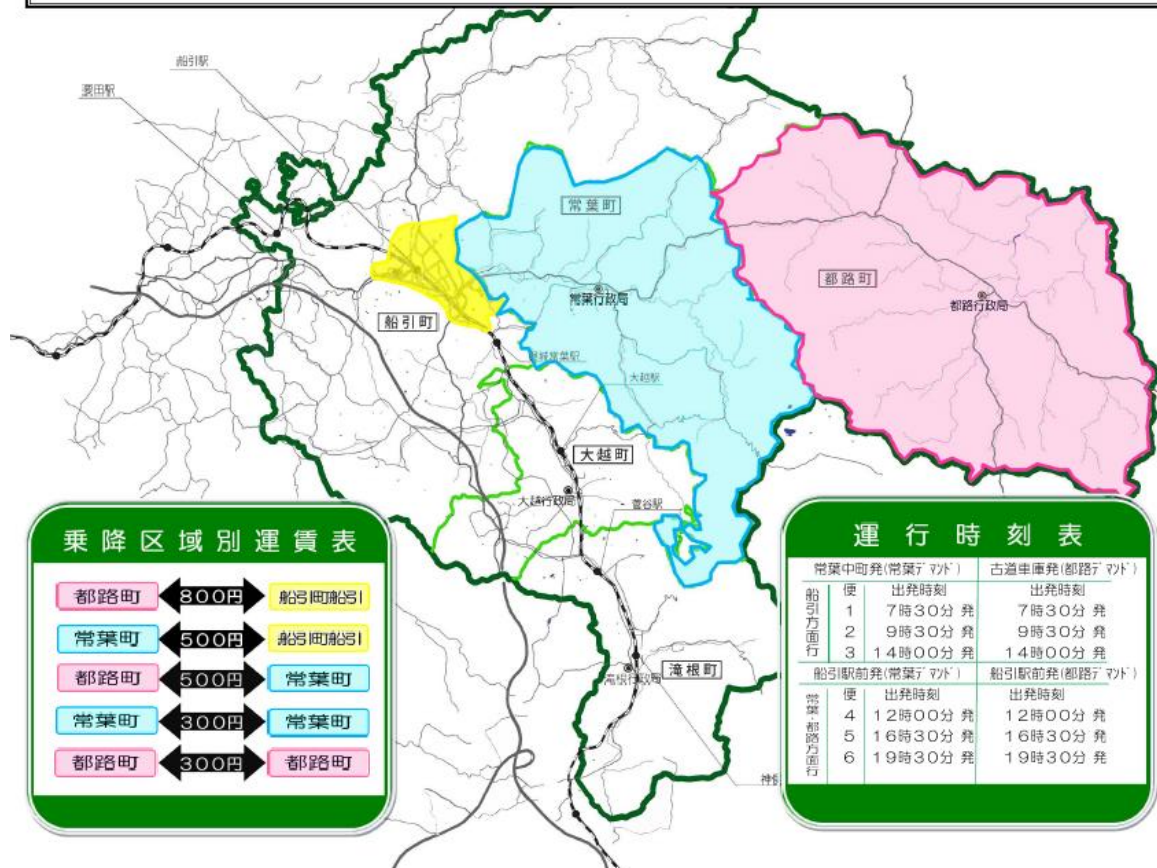 船引駅
要田駅
常葉町
都路町
常葉行政局
都路行政局
船引町
磐城常葉駅
大越駅
大越町
大越行政局
菅谷駅
滝根町
滝根行政局
乗降区域別運賃表
都路町 800円 船引町船引
常葉町 500円 船引町船引
都路町 500円 常葉町
常葉町 300円 常葉町
都路町 300円 都路町
運行時刻表
常葉中町発(常葉デマンド) 古道車庫発(都路デマンド)
船引方面行
便 出発時刻 出発時刻
1 7時30分 発 7時30分 発
2 9時30分 発 9時30分 発
3 14時00分 発 14時00分 発
船引駅前発(常葉デマンド) 船引駅前発(都路デマンド)
常葉・都路方面行
便 出発時刻 出発時刻
4 12時00分 発 12時00分 発
5 16時30分 発 16時30分 発
6 19時30分 発 19時30分 発